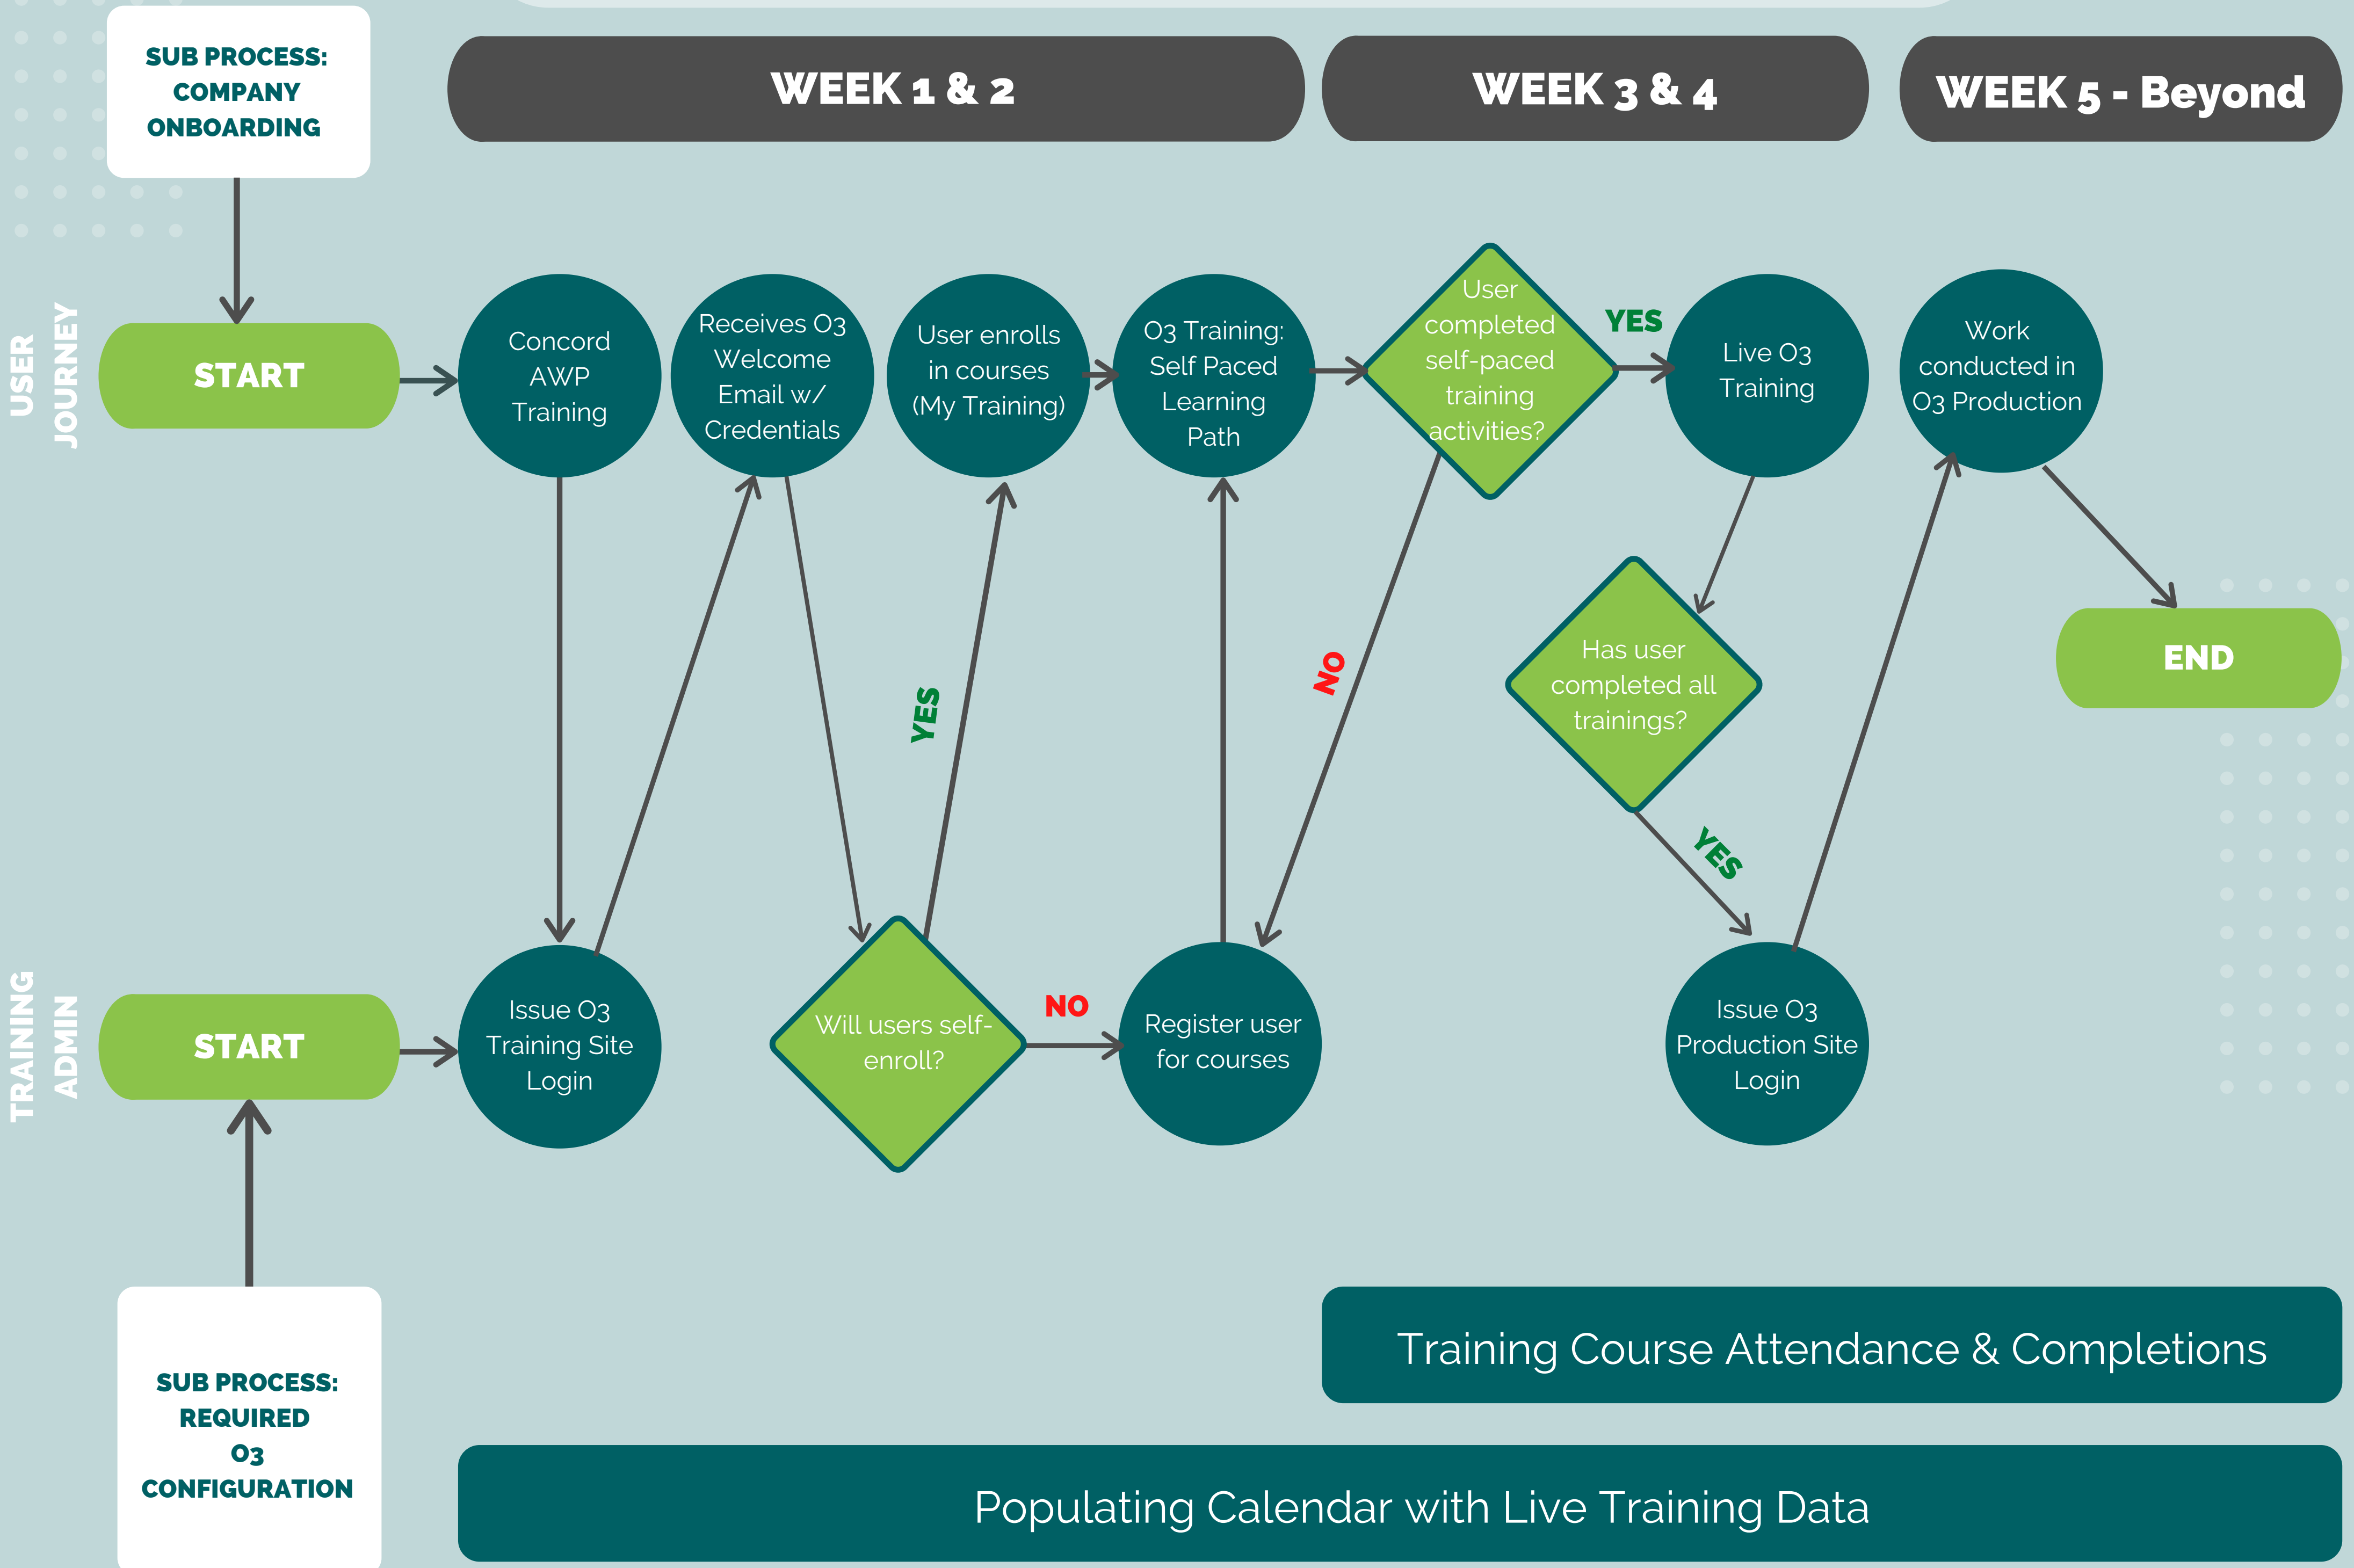 SUB PROCESS:
COMPANY
ONBOARDING
WEEK 1 & 2
WEEK 3 & 4
WEEK 5 - Beyond
USER
JOURNEY
START
Concord
AWP
Training
Receives O3
Welcome
Email w/
Credentials
User enrolls
in courses
(My Training)
O3 Training:
Self Paced
Learning
Path
User
completed
self-paced
training
activities?
YES
Live O3
Training
Work
conducted in
O3 Production
NO
YES
Has user
completed all
trainings?
YES
END
TRAINING
ADMIN
START
Issue O3
Training Site
Login
Will users self-
enroll?
NO
Register user
for courses
Issue O3
Production Site
Login
SUB PROCESS:
REQUIRED
O3
CONFIGURATION
Training Course Attendance & Completions
Populating Calendar with Live Training Data